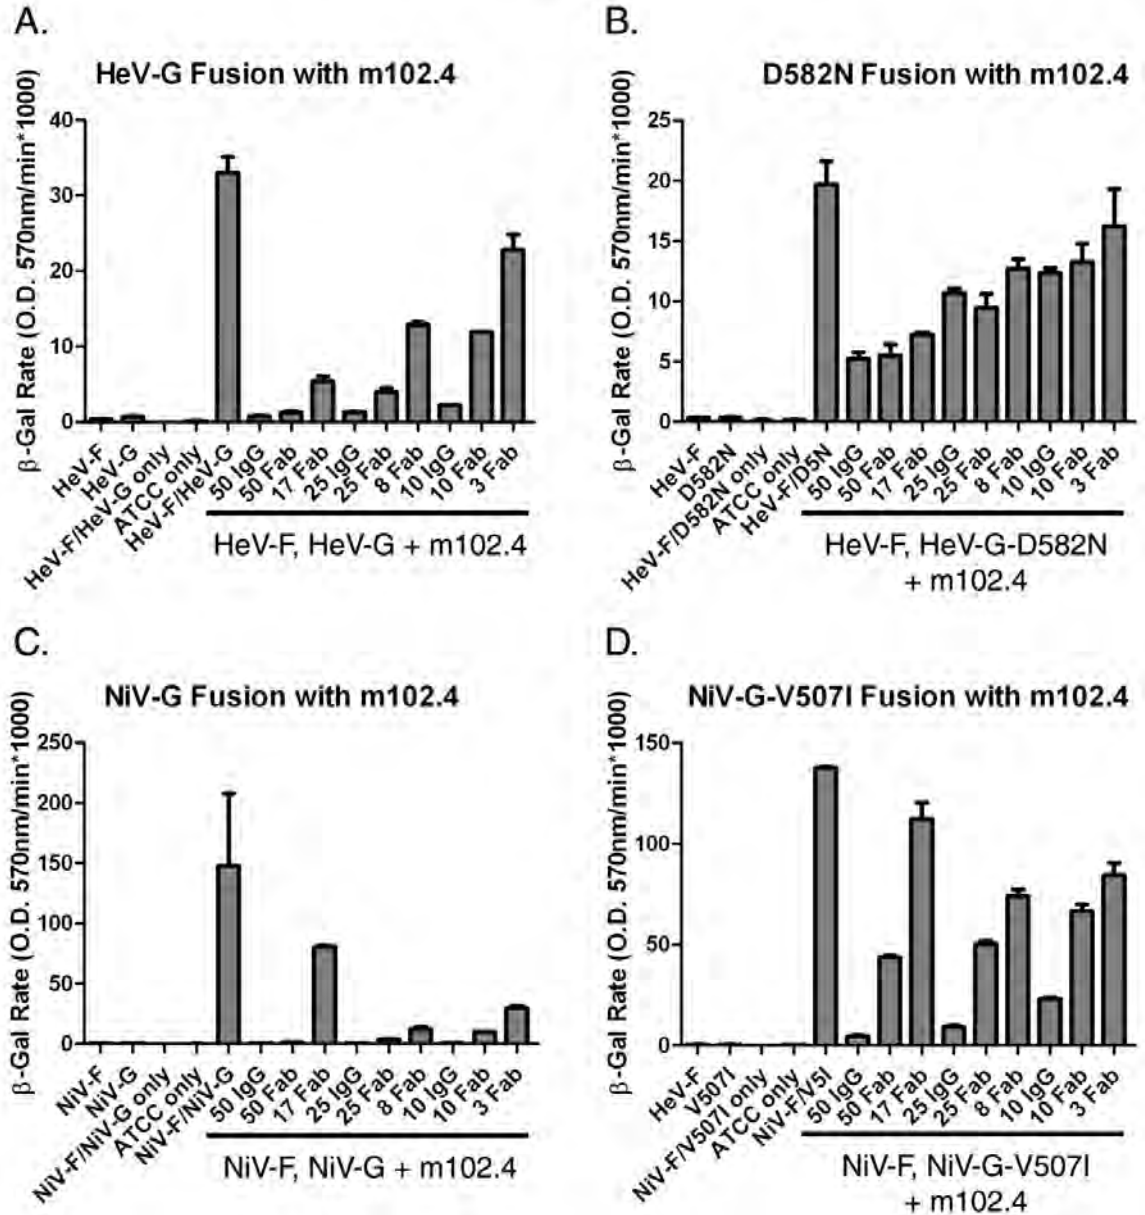 A.
HeV-G Fusion with m102.4
β-Gal Rate (O.D. 570nm/min*1000)
40
30
20
10
0
HeV-F
HeV-G
HeV-F/HeV-G only
ATCC only
HeV-F/HeV-G
50 IgG
50 Fab
17 Fab
25 IgG
25 Fab
8 Fab
10 IgG
10 Fab
3 Fab
HeV-F, HeV-G + m102.4
B.
D582N Fusion with m102.4
β-Gal Rate (O.D. 570nm/min*1000)
25
20
15
10
5
0
HeV-F
D582N
HeV-F/D582N only
ATCC only
HeV-F/D5N
50 IgG
50 Fab
17 Fab
25 IgG
25 Fab
8 Fab
10 IgG
10 Fab
3 Fab
HeV-F, HeV-G-D582N
+ m102.4
C.
NiV-G Fusion with m102.4
β-Gal Rate (O.D. 570nm/min*1000)
250
200
150
100
50
0
NiV-F
NiV-G
NiV-F/NiV-G only
ATCC only
NiV-F/NiV-G
50 IgG
50 Fab
17 Fab
25 IgG
25 Fab
8 Fab
10 IgG
10 Fab
3 Fab
NiV-F, NiV-G + m102.4
D.
NiV-G-V507I Fusion with m102.4
β-Gal Rate (O.D. 570nm/min*1000)
150
100
50
0
HeV-F
V507I
NiV-F/V507I only
ATCC only
NiV-F/V5I
50 IgG
50 Fab
17 Fab
25 IgG
25 Fab
8 Fab
10 IgG
10 Fab
3 Fab
NiV-F, NiV-G-V507I
+ m102.4